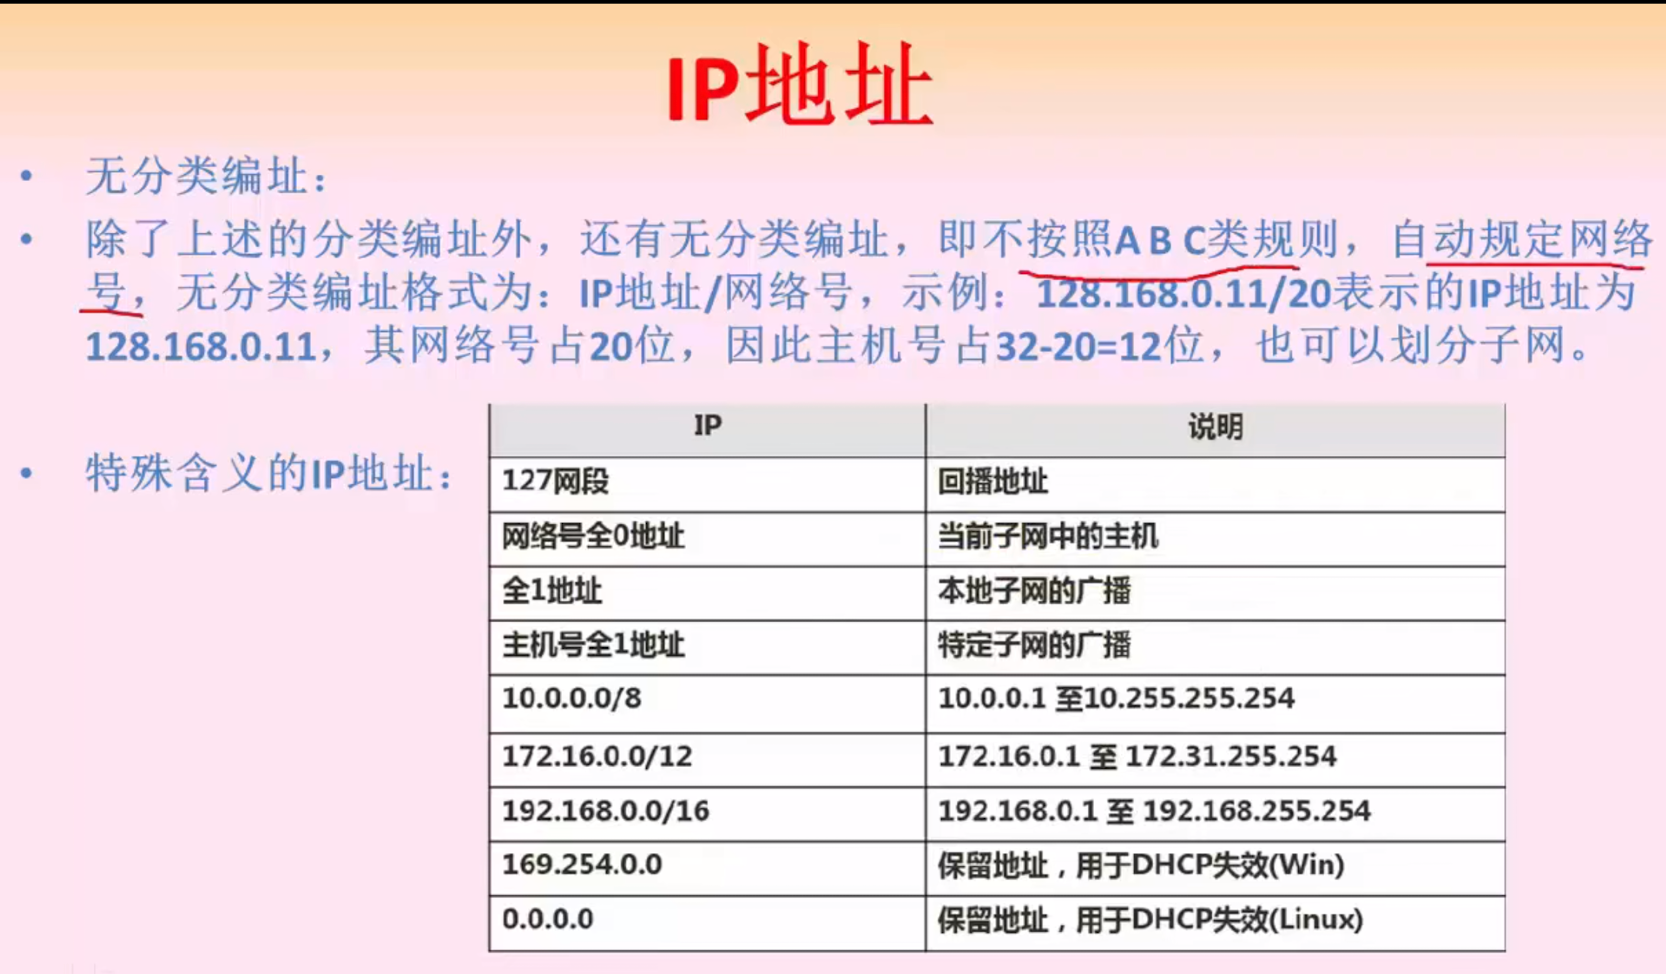 IP地址
• 无分类编址：
• 除了上述的分类编址外，还有无分类编址，即不按照A B C类规则，自动规定网络
号，无分类编址格式为：IP地址/网络号，示例：128.168.0.11/20表示的IP地址为
128.168.0.11，其网络号占20位，因此主机号占32-20=12位，也可以划分子网。
• 特殊含义的IP地址：
IP 说明
127网段 回播地址
网络号全0地址 当前子网中的主机
全1地址 本地子网的广播
主机号全1地址 特定子网的广播
10.0.0.0/8 10.0.0.1 至10.255.255.254
172.16.0.0/12 172.16.0.1 至 172.31.255.254
192.168.0.0/16 192.168.0.1 至 192.168.255.254
169.254.0.0 保留地址，用于DHCP失效(Win)
0.0.0.0 保留地址，用于DHCP失效(Linux)